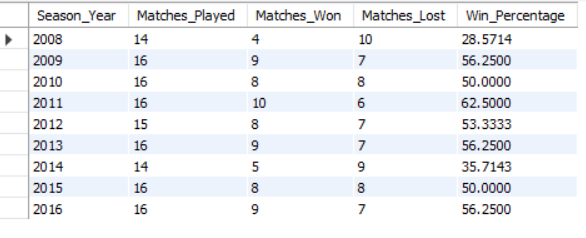 Season_Year Matches_Played Matches_Won Matches_Lost Win_Percentage
2008 14 4 10 28.5714
2009 16 9 7 56.2500
2010 16 8 8 50.0000
2011 16 10 6 62.5000
2012 15 8 7 53.3333
2013 16 9 7 56.2500
2014 14 5 9 35.7143
2015 16 8 8 50.0000
2016 16 9 7 56.2500